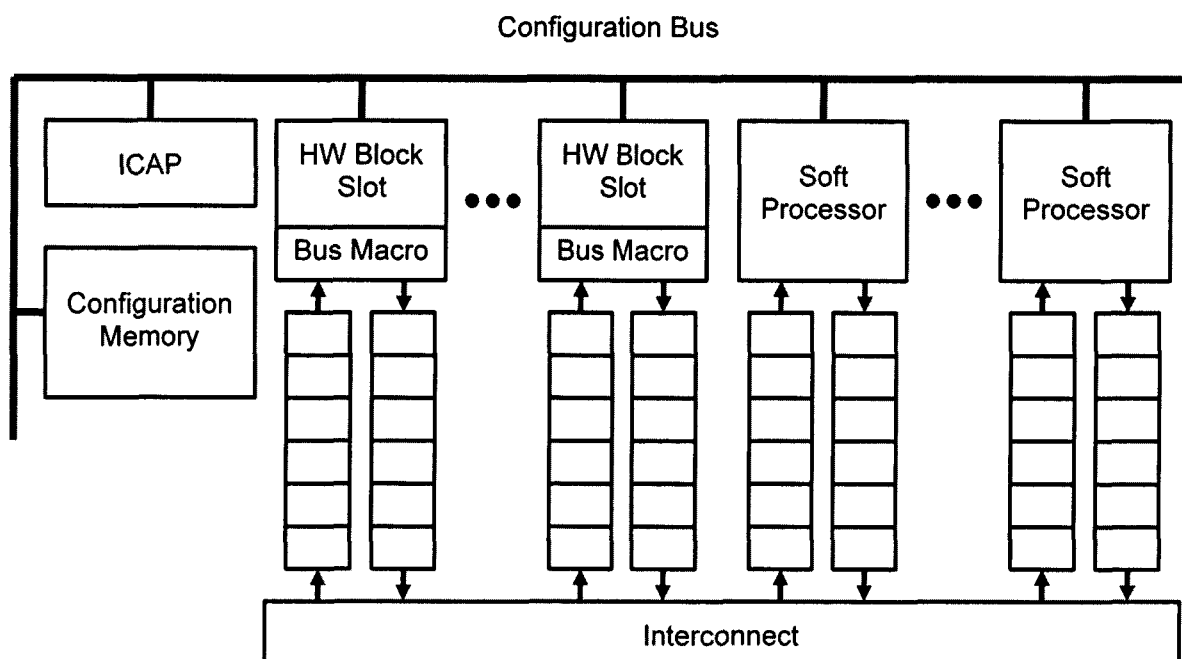 Configuration Bus
ICAP
HW Block
Slot
Bus Macro
HW Block
Slot
Bus Macro
Soft
Processor
Soft
Processor
Configuration
Memory
Interconnect